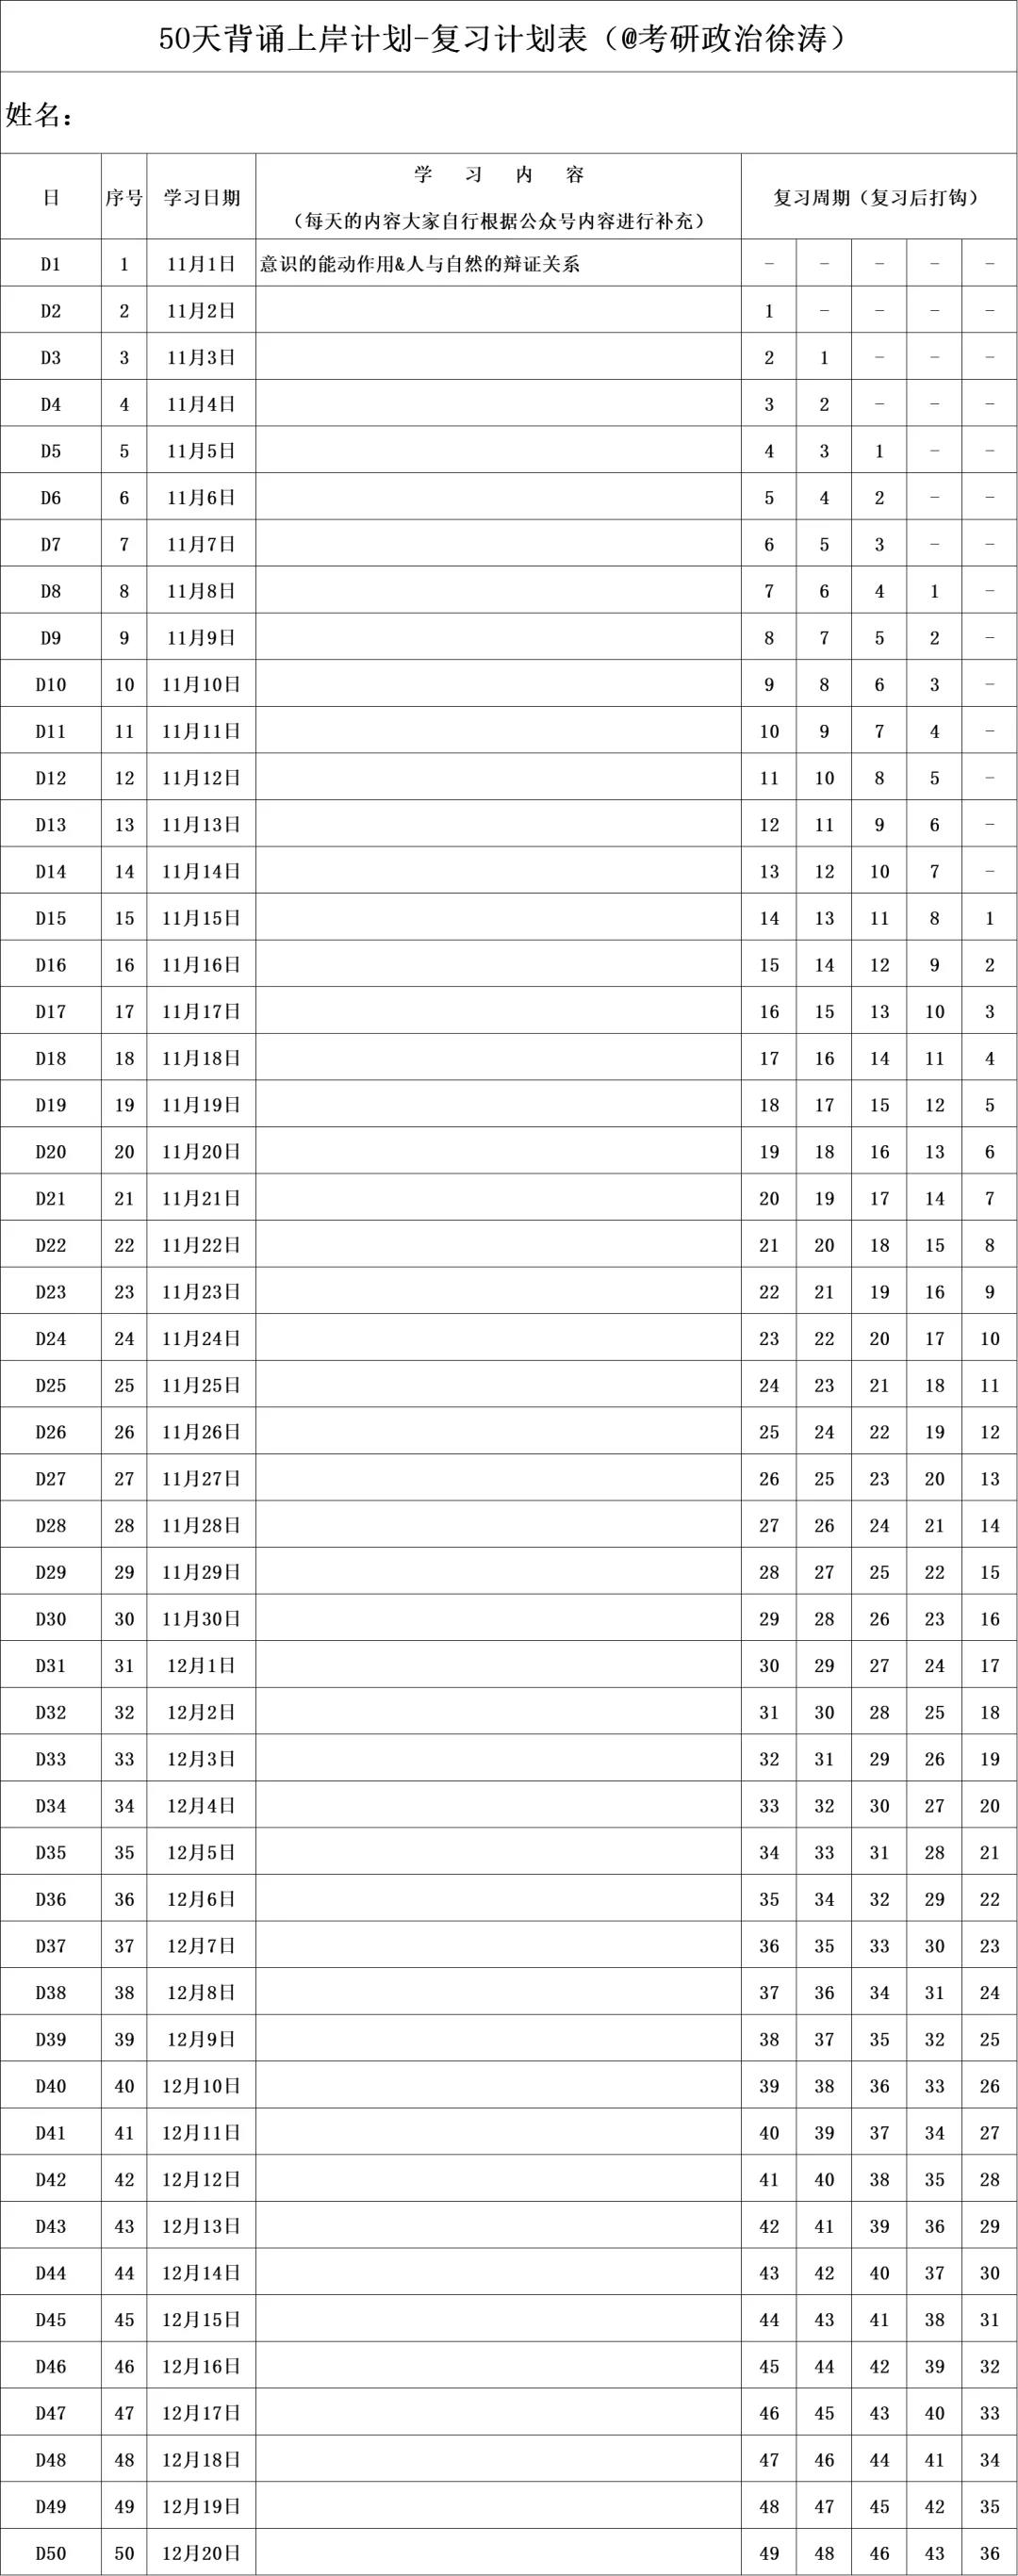 50天背诵上岸计划-复习计划表（@考研政治徐涛）
姓名：
日 序号 学习日期 学 习 内 容 （每天的内容大家自行根据公众号内容进行补充） 复习周期（复习后打钩）
D1 1 11月1日 意识的能动作用&人与自然的辩证关系 – – – – –
D2 2 11月2日 1 – – – –
D3 3 11月3日 2 1 – – –
D4 4 11月4日 3 2 – – –
D5 5 11月5日 4 3 1 – –
D6 6 11月6日 5 4 2 – –
D7 7 11月7日 6 5 3 – –
D8 8 11月8日 7 6 4 1 –
D9 9 11月9日 8 7 5 2 –
D10 10 11月10日 9 8 6 3 –
D11 11 11月11日 10 9 7 4 –
D12 12 11月12日 11 10 8 5 –
D13 13 11月13日 12 11 9 6 –
D14 14 11月14日 13 12 10 7 –
D15 15 11月15日 14 13 11 8 1
D16 16 11月16日 15 14 12 9 2
D17 17 11月17日 16 15 13 10 3
D18 18 11月18日 17 16 14 11 4
D19 19 11月19日 18 17 15 12 5
D20 20 11月20日 19 18 16 13 6
D21 21 11月21日 20 19 17 14 7
D22 22 11月22日 21 20 18 15 8
D23 23 11月23日 22 21 19 16 9
D24 24 11月24日 23 22 20 17 10
D25 25 11月25日 24 23 21 18 11
D26 26 11月26日 25 24 22 19 12
D27 27 11月27日 26 25 23 20 13
D28 28 11月28日 27 26 24 21 14
D29 29 11月29日 28 27 25 22 15
D30 30 11月30日 29 28 26 23 16
D31 31 12月1日 30 29 27 24 17
D32 32 12月2日 31 30 28 25 18
D33 33 12月3日 32 31 29 26 19
D34 34 12月4日 33 32 30 27 20
D35 35 12月5日 34 33 31 28 21
D36 36 12月6日 35 34 32 29 22
D37 37 12月7日 36 35 33 30 23
D38 38 12月8日 37 36 34 31 24
D39 39 12月9日 38 37 35 32 25
D40 40 12月10日 39 38 36 33 26
D41 41 12月11日 40 39 37 34 27
D42 42 12月12日 41 40 38 35 28
D43 43 12月13日 42 41 39 36 29
D44 44 12月14日 43 42 40 37 30
D45 45 12月15日 44 43 41 38 31
D46 46 12月16日 45 44 42 39 32
D47 47 12月17日 46 45 43 40 33
D48 48 12月18日 47 46 44 41 34
D49 49 12月19日 48 47 45 42 35
D50 50 12月20日 49 48 46 43 36